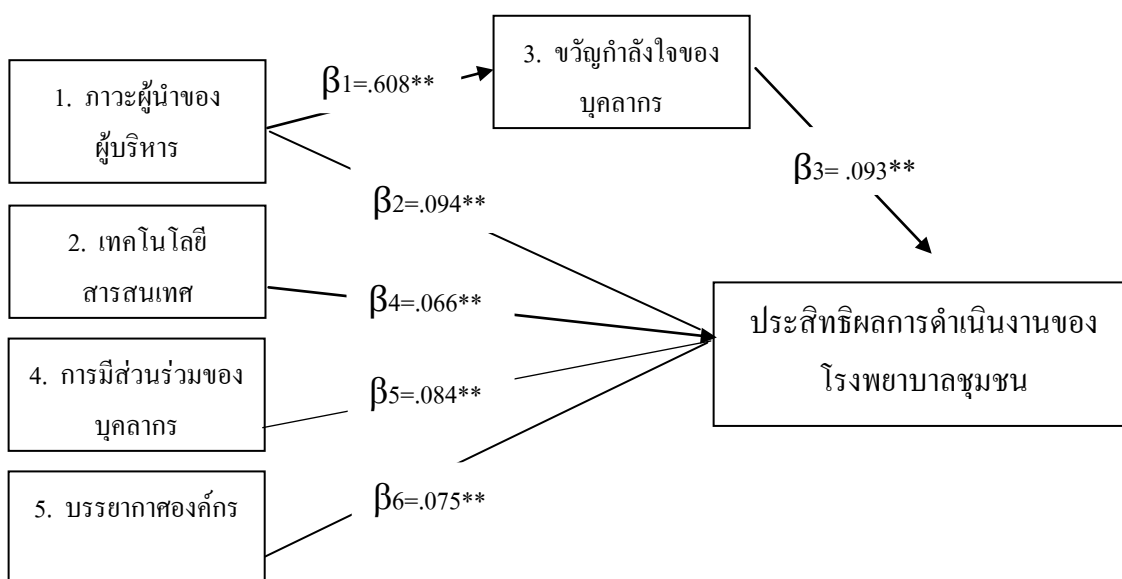 3. ขวัญกำลังใจของ
บุคลากร
β1=.608**
1. ภาวะผู้นำของ
ผู้บริหาร
β3= .093**
β2=.094**
2. เทคโนโลยี
สารสนเทศ
β4=.066**
ประสิทธิผลการดำเนินงานของ
โรงพยาบาลชุมชน
4. การมีส่วนร่วมของ
บุคลากร
β5=.084**
5. บรรยากาศองค์กร
β6=.075**